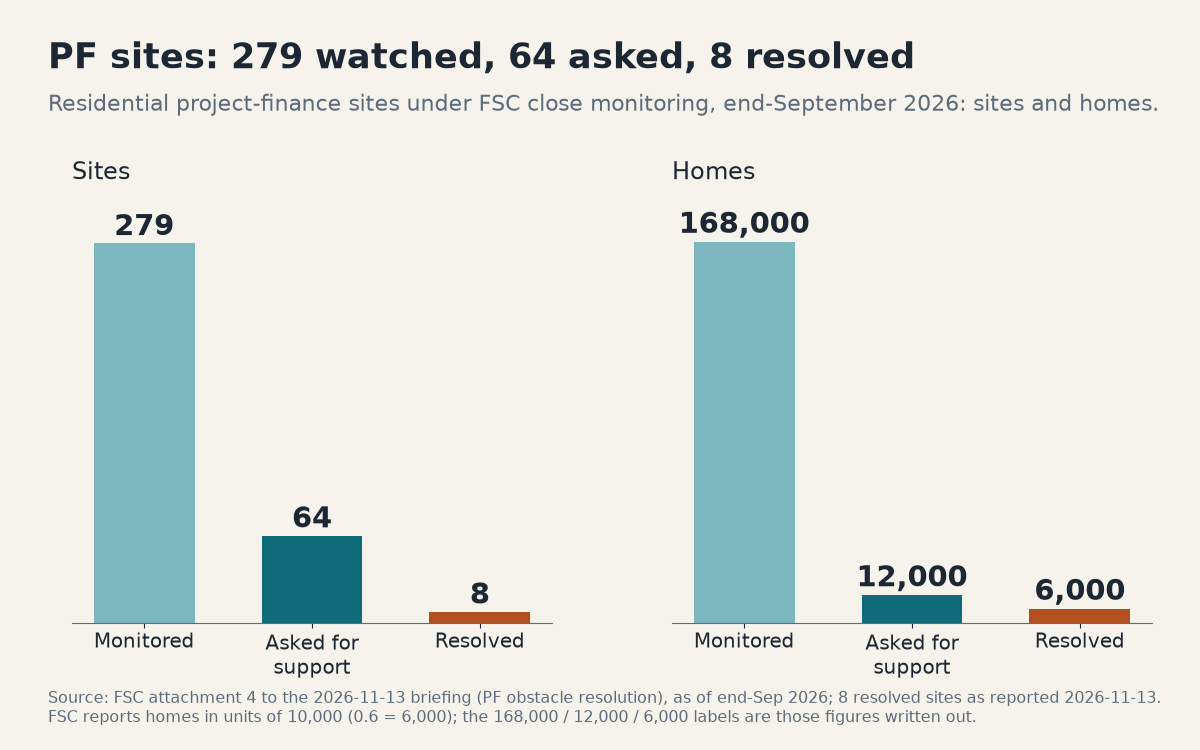 PF sites: 279 watched, 64 asked, 8 resolved
Residential project-finance sites under FSC close monitoring, end-September 2026: sites and homes.
Sites
279
64
8
Monitored
Asked for
support
Resolved
Homes
168,000
12,000
6,000
Monitored
Asked for
support
Resolved
Source: FSC attachment 4 to the 2026-11-13 briefing (PF obstacle resolution), as of end-Sep 2026; 8 resolved sites as reported 2026-11-13.
FSC reports homes in units of 10,000 (0.6 = 6,000); the 168,000 / 12,000 / 6,000 labels are those figures written out.